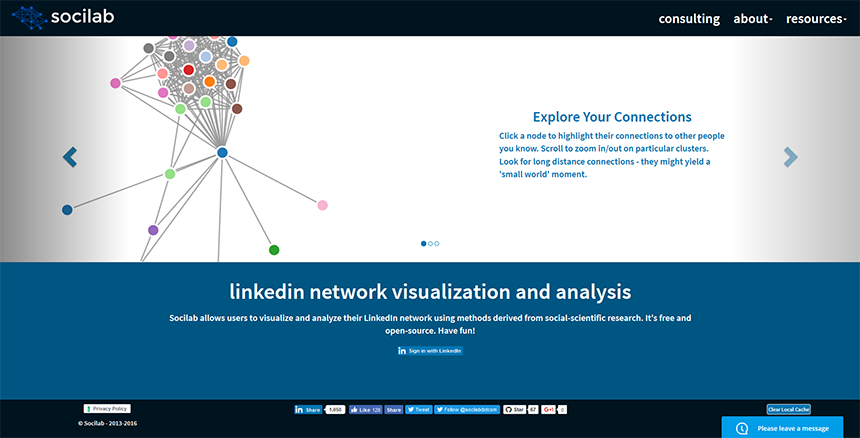 socilab
consulting
about
resources
Explore Your Connections
Click a node to highlight their connections to other people
you know. Scroll to zoom in/out on particular clusters.
Look for long distance connections - they might yield a
'small world' moment.
linkedin network visualization and analysis
Socilab allows users to visualize and analyze their LinkedIn network using methods derived from social-scientific research. It's free and
open-source. Have fun!
in Sign in with LinkedIn
Privacy Policy
© Socilab - 2013-2016
in Share
Like 128
Share
Tweet
Follow @socilabdotcom
Star 67
G+1 0
Clear Local Cache
Please leave a message